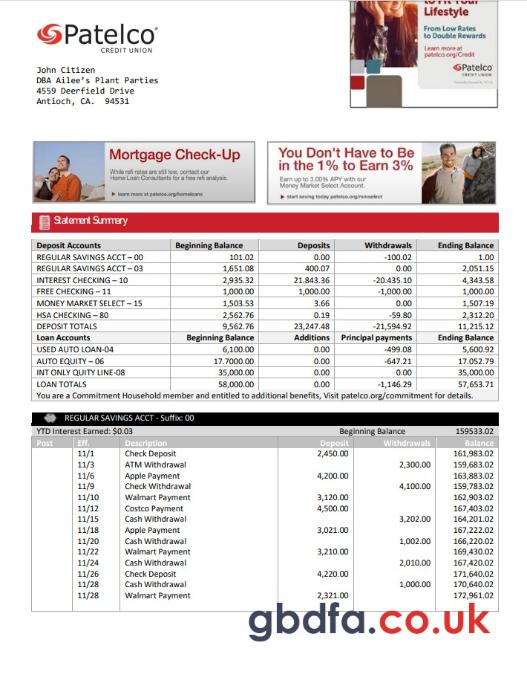 to Fit Your
Lifestyle
From Low Rates
to Double Rewards
Learn more at
patelco.org/Credit
Patelco
CREDIT UNION
Patelco
CREDIT UNION
John Citizen
DBA Ailee's Plant Parties
4559 Deerfield Drive
Antioch, CA. 94531
Mortgage Check-Up
While refi rates are still low, contact our
Home Loan Consultants for a free refi analysis.
learn more at patelco.org/homeloans
You Don't Have to Be
in the 1% to Earn 3%
Earn up to 3.00% APY with our
Money Market Select Account.
start saving today patelco.org/mmselect
Statement Summary
Deposit Accounts Beginning Balance Deposits Withdrawals Ending Balance
REGULAR SAVINGS ACCT – 00 101.02 0.00 -100.02 1.00
REGULAR SAVINGS ACCT – 03 1,651.08 400.07 0.00 2,051.15
INTEREST CHECKING – 10 2,935.32 21.843.36 -20.435.10 4,343.58
FREE CHECKING – 11 1,000.00 1,000.00 -1,000.00 1,000.00
MONEY MARKET SELECT – 15 1,503.53 3.66 0.00 1,507.19
HSA CHECKING – 80 2,562.76 0.19 -59.80 2,312.20
DEPOSIT TOTALS 9,562.76 23,247.48 -21,594.92 11,215.12
Loan Accounts Beginning Balance Additions Principal payments Ending Balance
USED AUTO LOAN-04 6,100.00 0.00 -499.08 5,600.92
AUTO EQUITY – 06 17.7000.00 0.00 -647.21 17.052.79
INT ONLY QUITY LINE-08 35,000.00 0.00 0.00 35,000.00
LOAN TOTALS 58,000.00 0.00 -1,146.29 57,653.71
You are a Commitment Household member and entitled to additional benefits, Visit patelco.org/commitment for details.
REGULAR SAVINGS ACCT - Suffix: 00
YTD Interest Earned: $0.03 Beginning Balance 159533.02
Post Eff. Description Deposit Withdrawals Balance
11/1 Check Deposit 2,450.00 161,983.02
11/3 ATM Withdrawal 2,300.00 159,683.02
11/6 Apple Payment 4,200.00 163,883.02
11/9 Check Withdrawal 4,100.00 159,783.02
11/10 Walmart Payment 3,120.00 162,903.02
11/12 Costco Payment 4,500.00 167,403.02
11/15 Cash Withdrawal 3,202.00 164,201.02
11/18 Apple Payment 3,021.00 167,222.02
11/20 Cash Withdrawal 1,002.00 166,220.02
11/22 Walmart Payment 3,210.00 169,430.02
11/24 Cash Withdrawal 2,010.00 167,420.02
11/26 Check Deposit 4,220.00 171,640.02
11/28 Cash Withdrawal 1,000.00 170,640.02
11/28 Walmart Payment 2,321.00 172,961.02
gbdfa.co.uk